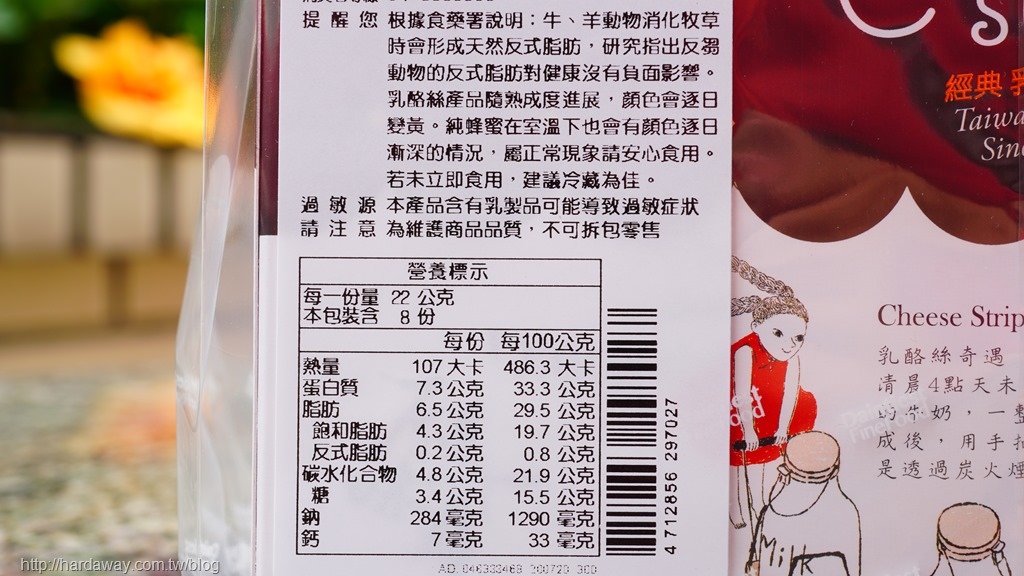 提醒您 根據食藥署說明：牛、羊動物消化牧草
時會形成天然反式脂肪，研究指出反芻
動物的反式脂肪對健康沒有負面影響。
乳酪絲產品隨熟成度進展，顏色會逐日
變黃。純蜂蜜在室溫下也會有顏色逐日
漸深的情況，屬正常現象請安心食用。
若未立即食用，建議冷藏為佳。
過敏源 本產品含有乳製品可能導致過敏症狀
請注意 為維護商品品質，不可拆包零售
營養標示
每一份量 22 公克
本包裝含 8 份
每份 每100公克
熱量 107 大卡 486.3 大卡
蛋白質 7.3 公克 33.3 公克
脂肪 6.5 公克 29.5 公克
飽和脂肪 4.3 公克 19.7 公克
反式脂肪 0.2 公克 0.8 公克
碳水化合物 4.8 公克 21.9 公克
糖 3.4 公克 15.5 公克
鈉 284 毫克 1290 毫克
鈣 7 毫克 33 毫克
4 712856 297027
經典
Cheese Strip
乳酪絲奇遇
清晨4點天未
的牛奶，一
成後，用手
是透過炭火
Milk
http://hardaway.com.tw/blog